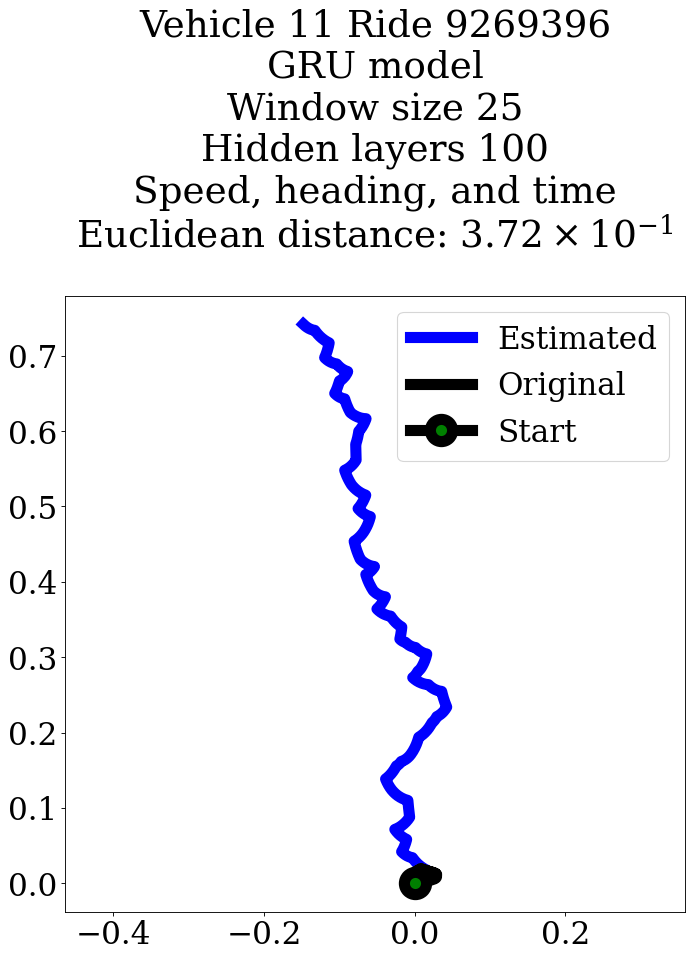 Vehicle 11 Ride 9269396
GRU model
Window size 25
Hidden layers 100
Speed, heading, and time
Euclidean distance: 3.72 × 10⁻¹
Estimated
Original
Start
0.7
0.6
0.5
0.4
0.3
0.2
0.1
0.0
−0.4 −0.2 0.0 0.2